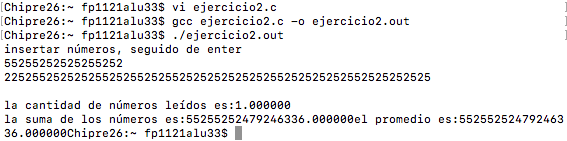 [Chipre26:~ fp1121alu33$ vi ejercicio2.c ]
[Chipre26:~ fp1121alu33$ gcc ejercicio2.c -o ejercicio2.out ]
[Chipre26:~ fp1121alu33$ ./ejercicio2.out ]
insertar números, seguido de enter
55255252525255252
la cantidad de números leídos es:1.000000
la suma de los números es:55255252479246336.000000el promedio es:552552524792463
36.000000Chipre26:~ fp1121alu33$